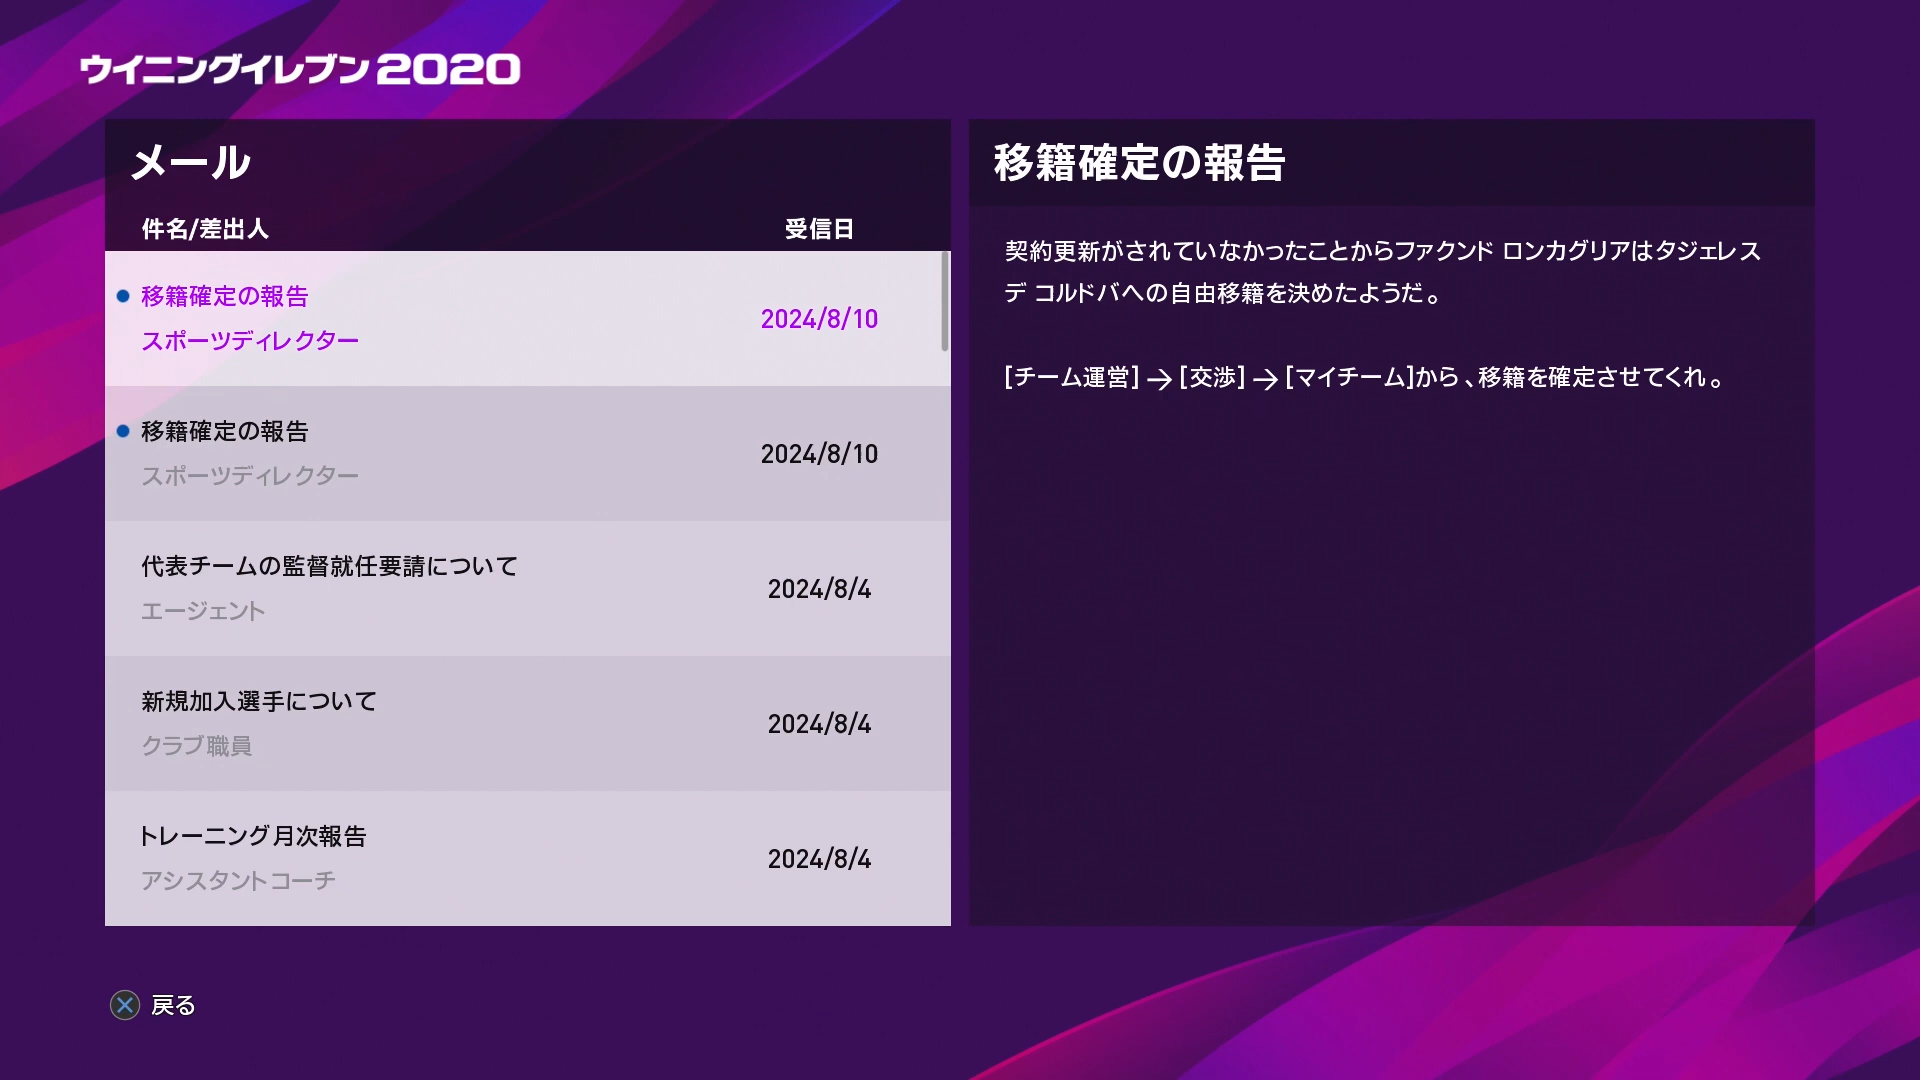 ウイニングイレブン2020
メール
件名/差出人 受信日
移籍確定の報告
スポーツディレクター
2024/8/10
移籍確定の報告
スポーツディレクター
2024/8/10
代表チームの監督就任要請について
エージェント
2024/8/4
新規加入選手について
クラブ職員
2024/8/4
トレーニング月次報告
アシスタントコーチ
2024/8/4
移籍確定の報告
契約更新がされていなかったことからファクンド ロンカグリアはタジェレス
デ コルドバへの自由移籍を決めたようだ。
[チーム運営]→[交渉]→[マイチーム]から、移籍を確定させてくれ。
戻る